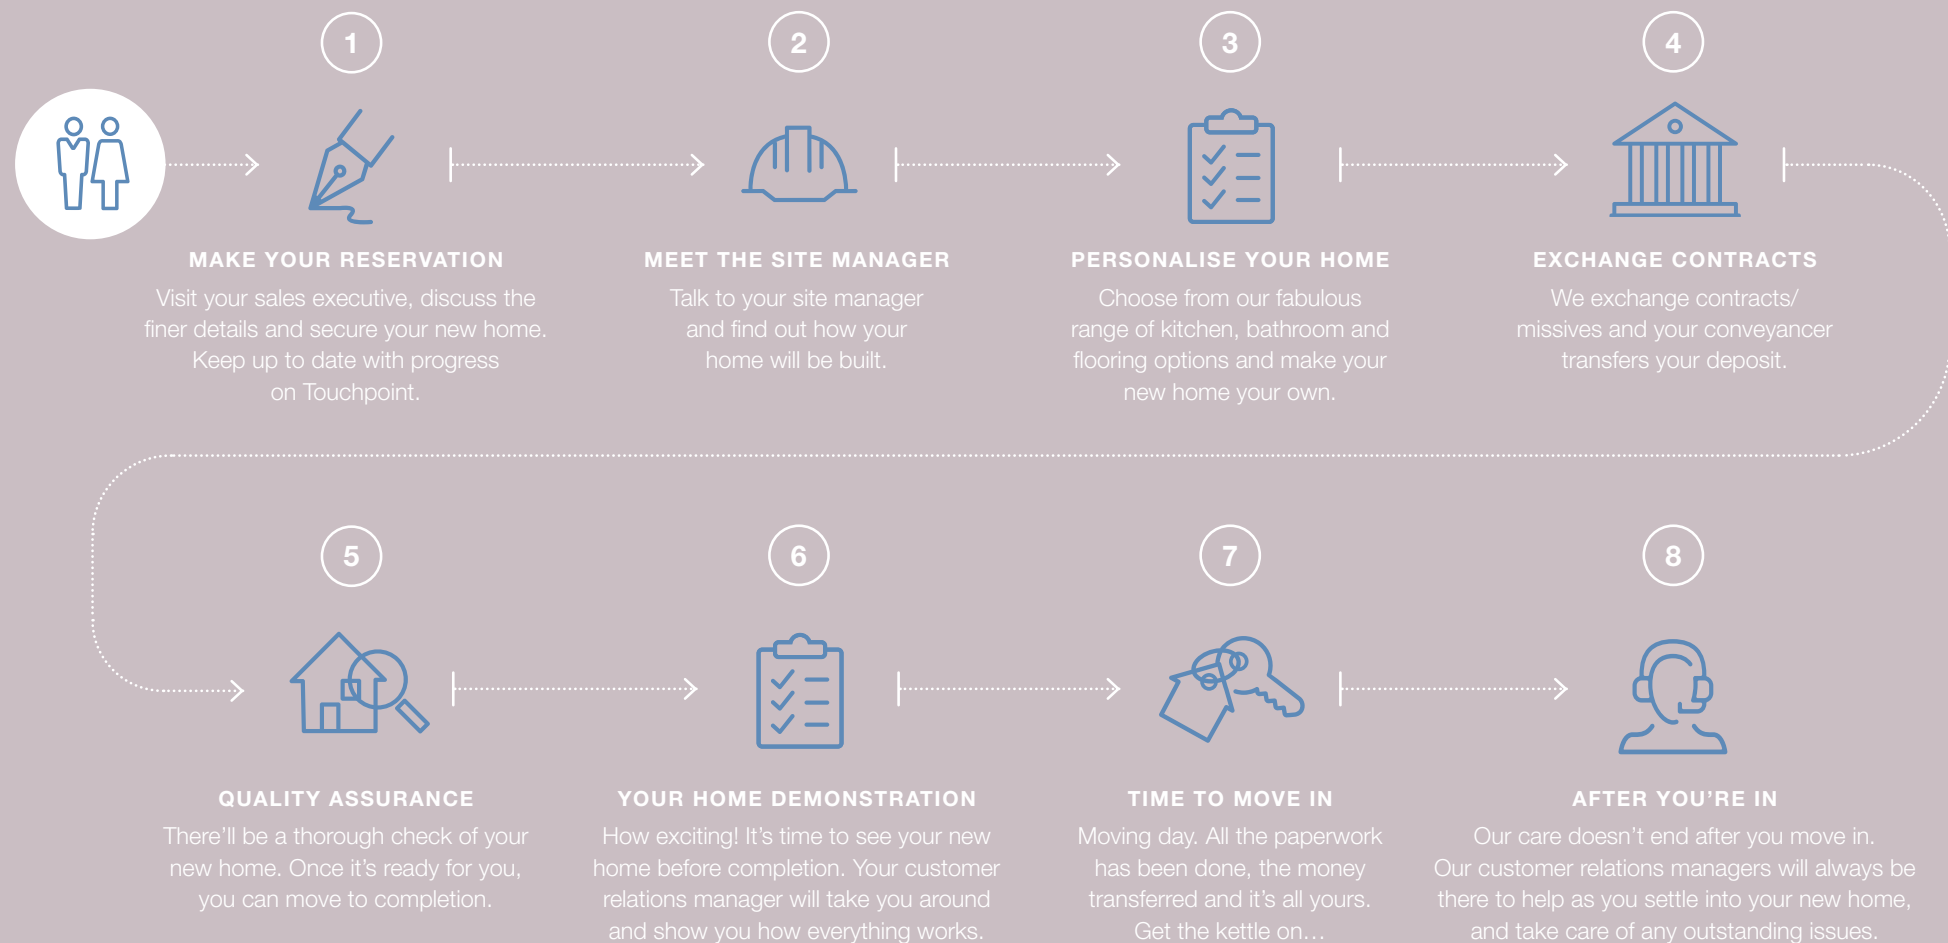 1
MAKE YOUR RESERVATION
Visit your sales executive, discuss the
finer details and secure your new home.
Keep up to date with progress
on Touchpoint.
2
MEET THE SITE MANAGER
Talk to your site manager
and find out how your
home will be built.
3
PERSONALISE YOUR HOME
Choose from our fabulous
range of kitchen, bathroom and
flooring options and make your
new home your own.
4
EXCHANGE CONTRACTS
We exchange contracts/
missives and your conveyancer
transfers your deposit.
5
QUALITY ASSURANCE
There’ll be a thorough check of your
new home. Once it’s ready for you,
you can move to completion.
6
YOUR HOME DEMONSTRATION
How exciting! It’s time to see your new
home before completion. Your customer
relations manager will take you around
and show you how everything works.
7
TIME TO MOVE IN
Moving day. All the paperwork
has been done, the money
transferred and it’s all yours.
Get the kettle on…
8
AFTER YOU’RE IN
Our care doesn’t end after you move in.
Our customer relations managers will always be
there to help as you settle into your new home,
and take care of any outstanding issues.